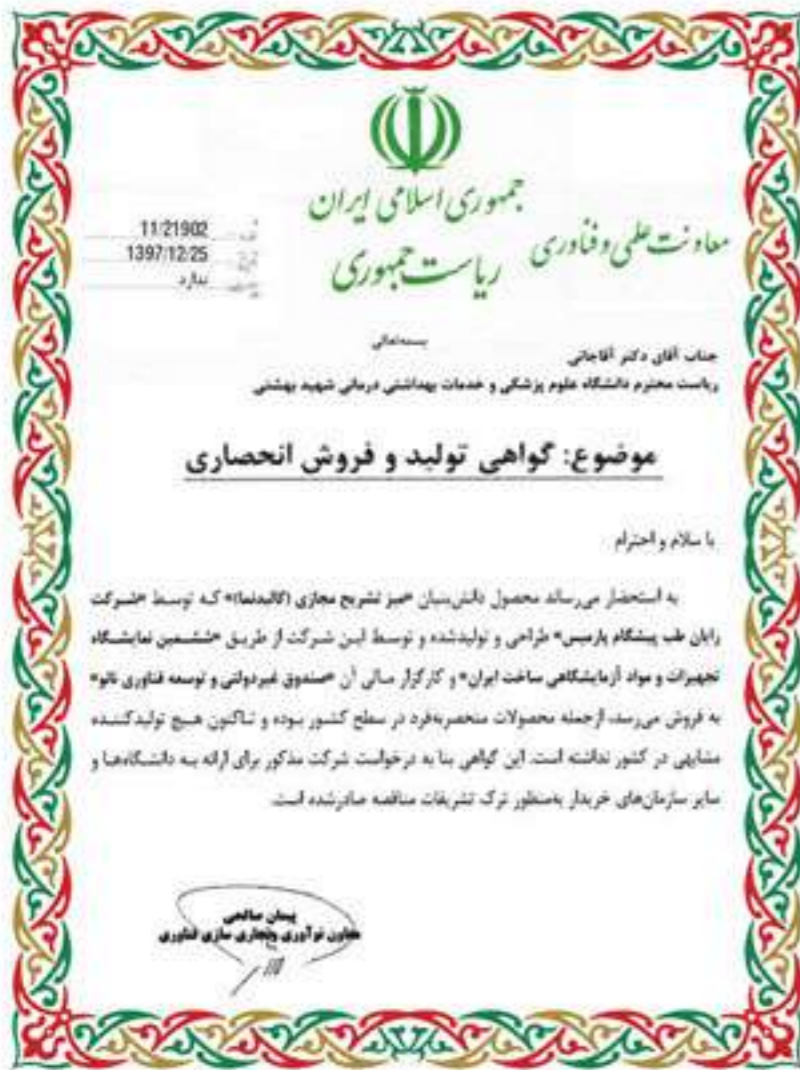 جمهوری اسلامی ایران
ریاست جمهوری
معاونت علمی و فناوری
11/21902
1397/12/25
ندارد
بسمه‌تعالی
جناب آقای دکتر آقاجانی
ریاست محترم دانشگاه علوم پزشکی و خدمات بهداشتی درمانی شهید بهشتی
موضوع: گواهی تولید و فروش انحصاری
با سلام و احترام
به استحضار می‌رساند محصول دانش‌بنیان «میز تشریح مجازی (کالبدنما)» که توسط «شرکت
رایان طب پیشگام پارمیس» طراحی و تولیدشده و توسط این شرکت از طریق «ششمین نمایشگاه
تجهیزات و مواد آزمایشگاهی ساخت ایران» و کارگزار مالی آن «صندوق غیردولتی و توسعه فناوری نانو»
به فروش می‌رسد، ازجمله محصولات منحصربه‌فرد در سطح کشور بوده و تاکنون هیچ تولیدکننده
مشابهی در کشور نداشته است. این گواهی بنا به درخواست شرکت مذکور برای ارائه به دانشگاه‌ها و
سایر سازمان‌های خریدار به‌منظور ترک تشریفات مناقصه صادرشده است.
پیمان صالحی
معاون نوآوری و تجاری سازی فناوری